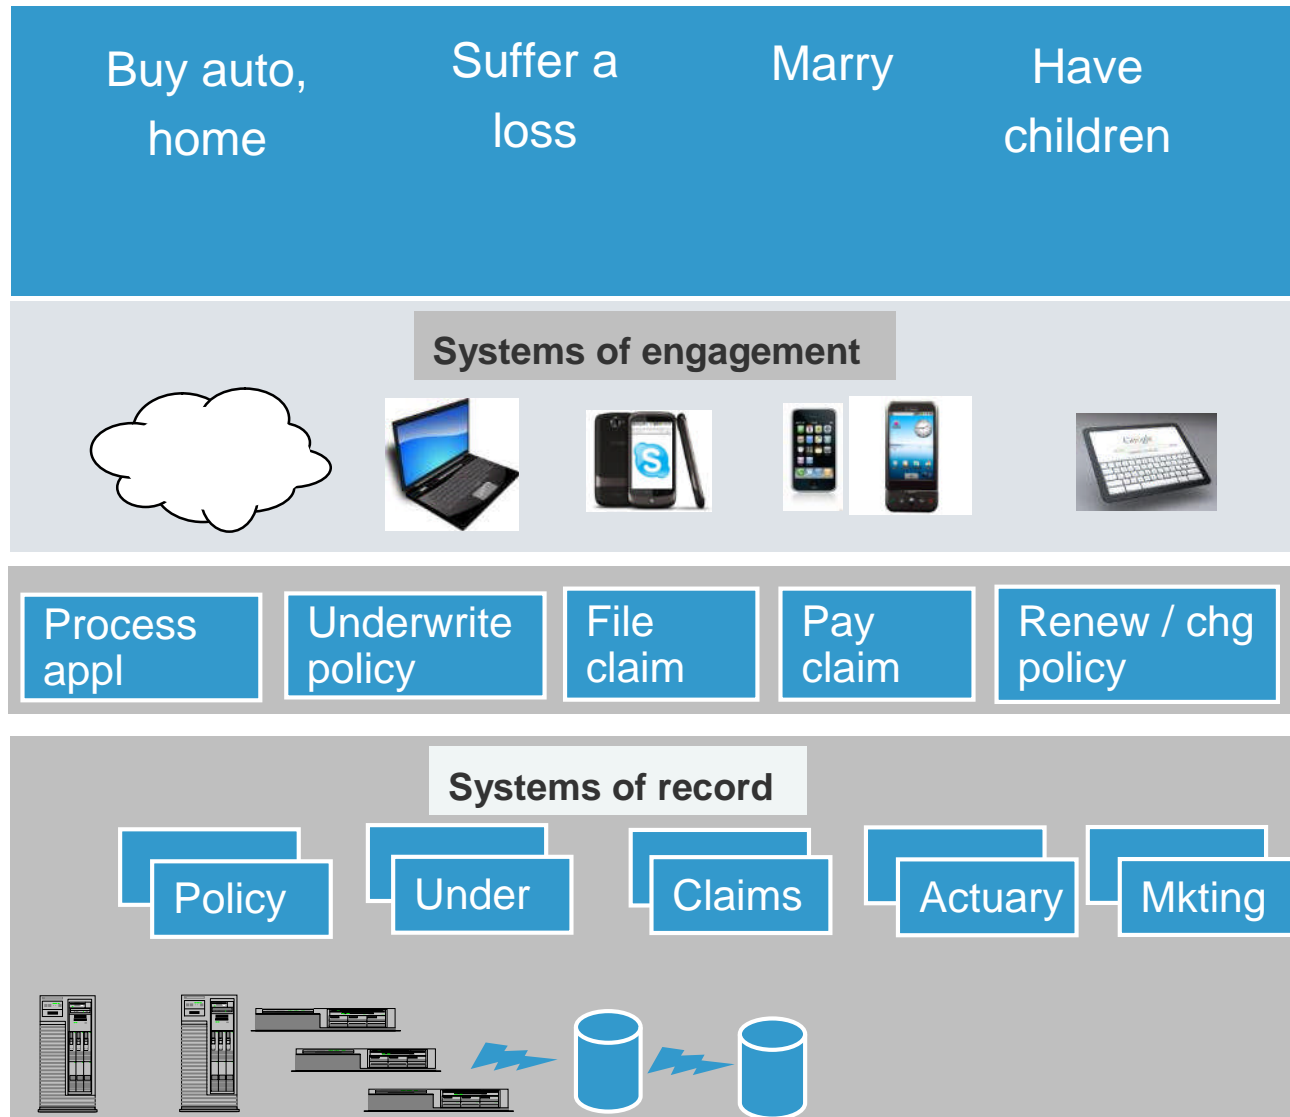 Buy auto,
home
Suffer a
loss
Marry
Have
children
Systems of engagement
S
Google
Process
appl
Underwrite
policy
File
claim
Pay
claim
Renew / chg
policy
Systems of record
Policy
Under
Claims
Actuary
Mkting